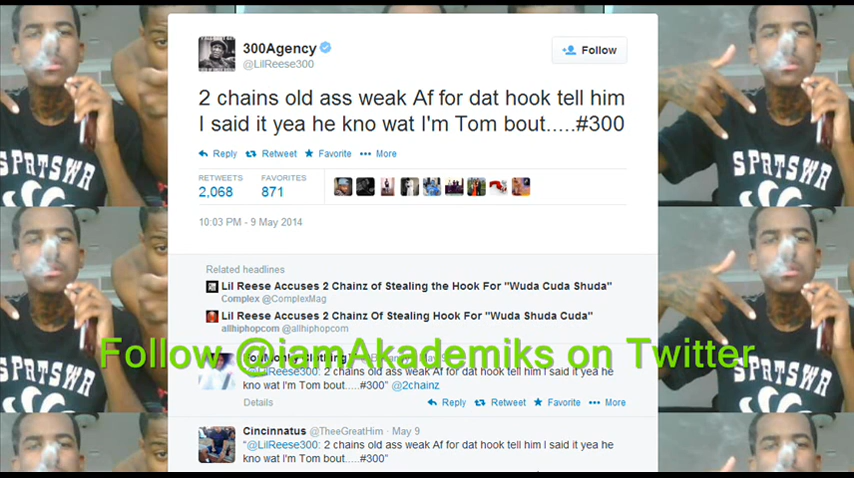 300Agency
@LilReese300
Follow
2 chains old ass weak Af for dat hook tell him
I said it yea he kno wat I'm Tom bout.....#300
Reply Retweet Favorite More
RETWEETS FAVORITES
2,068 871
10:03 PM - 9 May 2014
Related headlines
Lil Reese Accuses 2 Chainz of Stealing the Hook For "Wuda Cuda Shuda"
Complex @ComplexMag
Lil Reese Accuses 2 Chainz Of Stealing Hook For "Wuda Shuda Cuda"
allhiphopcom @allhiphopcom
Follow @iamAkademiks on Twitter
"@LilReese300: 2 chains old ass weak Af for dat hook tell him I said it yea he
kno wat I'm Tom bout.....#300" @2chainz
Details Reply Retweet Favorite More
Cinnatus @TheeGreatHim · May 9
"@LilReese300: 2 chains old ass weak Af for dat hook tell him I said it yea he
kno wat I'm Tom bout.....#300"
SPRTSWR
SPRTSWR
SPRTSWR
SPRTSWR